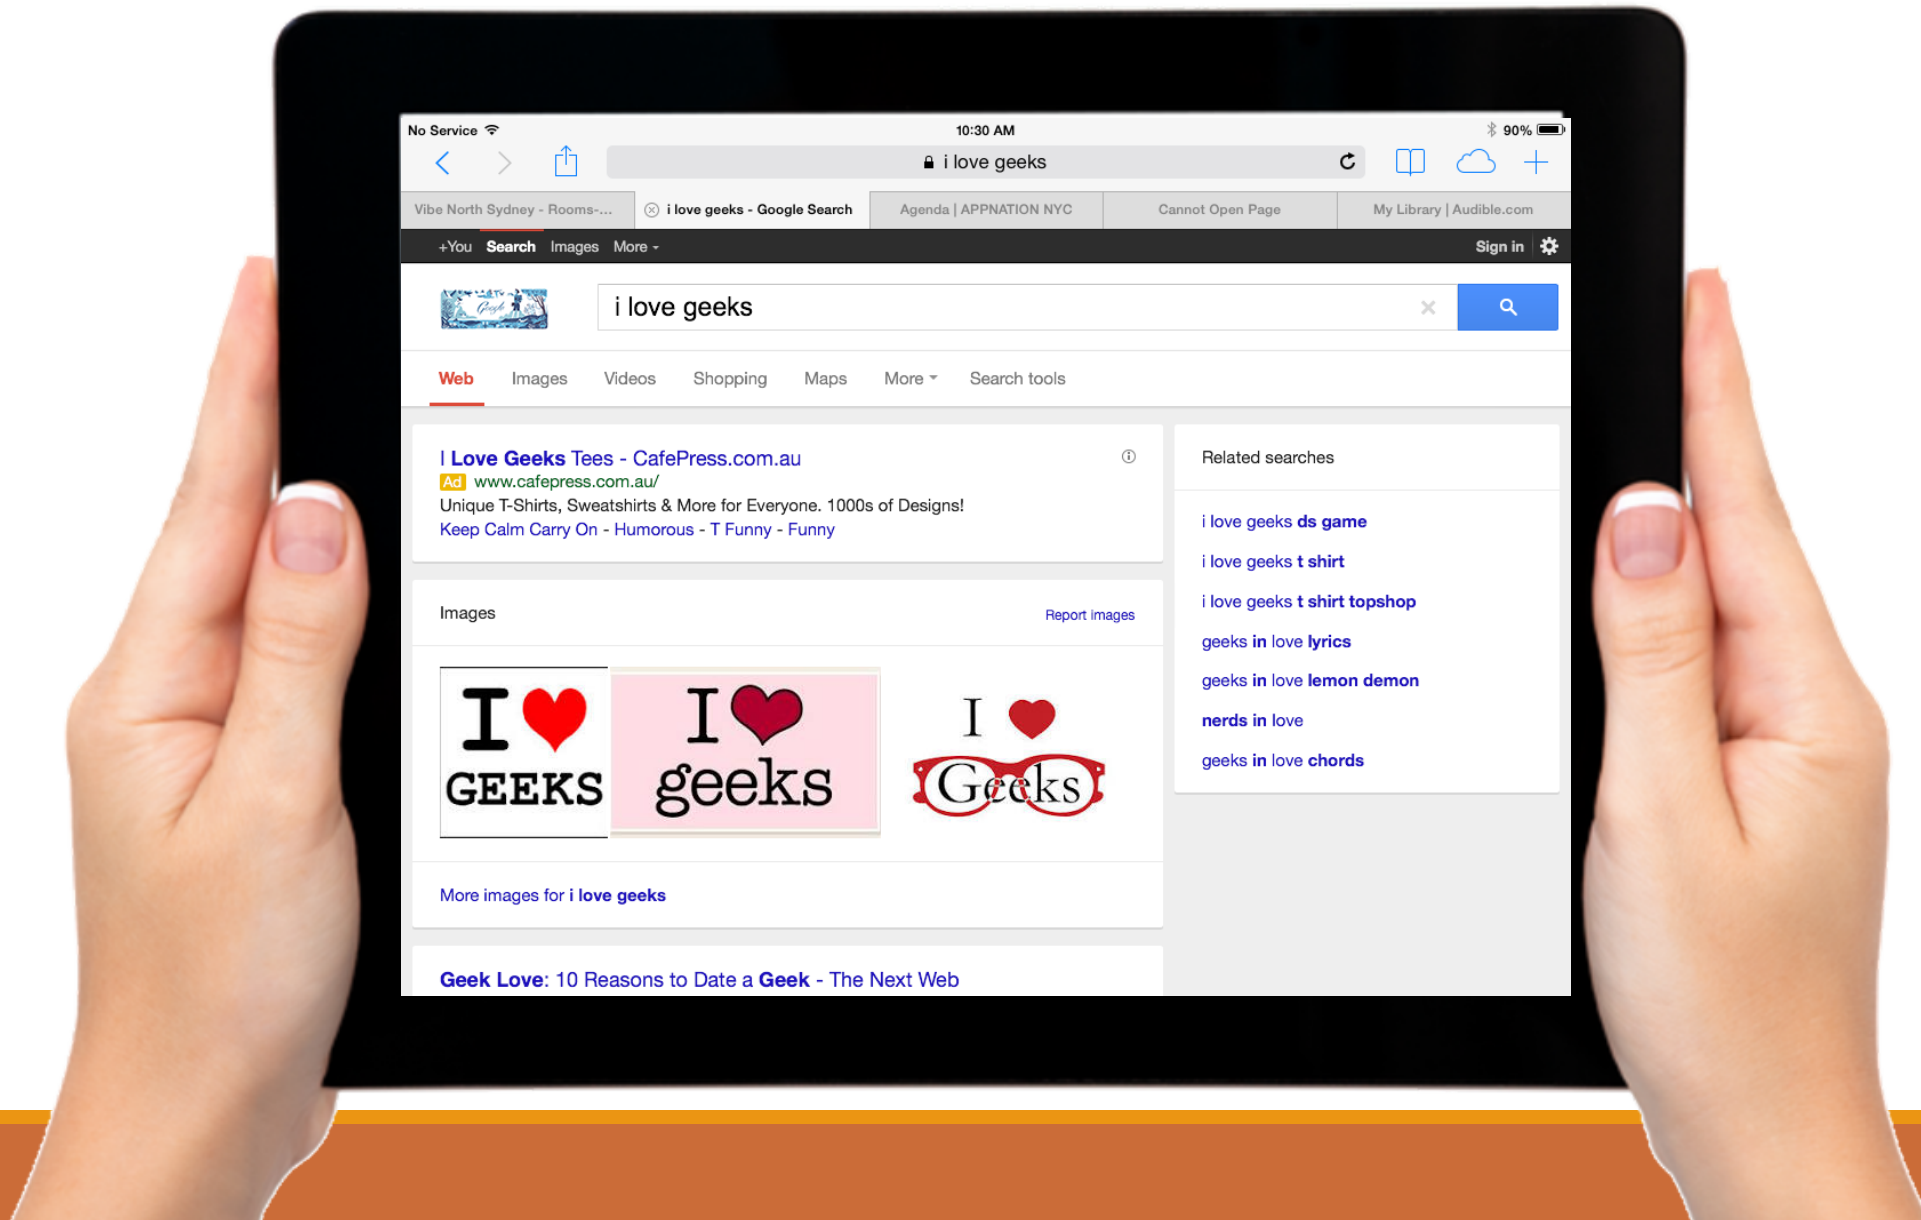 No Service
10:30 AM
90%
i love geeks
Vibe North Sydney - Rooms-...
i love geeks - Google Search
Agenda | APPNATION NYC
Cannot Open Page
My Library | Audible.com
+You Search Images More
Sign in
Google
i love geeks
Web Images Videos Shopping Maps More Search tools
I Love Geeks Tees - CafePress.com.au
Ad www.cafepress.com.au/
Unique T-Shirts, Sweatshirts & More for Everyone. 1000s of Designs!
Keep Calm Carry On - Humorous - T Funny - Funny
Images
Report images
I
GEEKS
I
geeks
I
Geeks
More images for i love geeks
Geek Love: 10 Reasons to Date a Geek - The Next Web
Related searches
i love geeks ds game
i love geeks t shirt
i love geeks t shirt topshop
geeks in love lyrics
geeks in love lemon demon
nerds in love
geeks in love chords